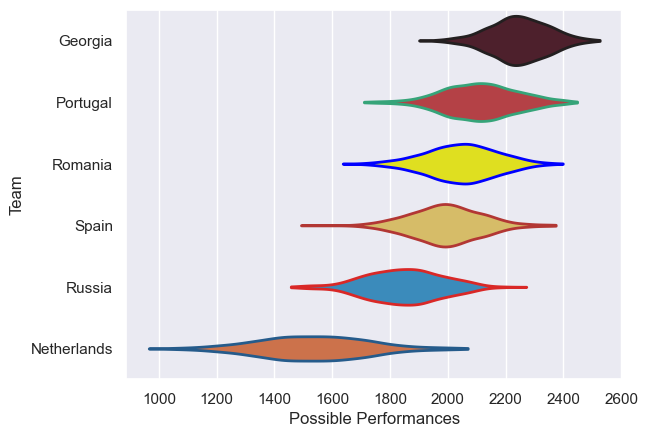 Georgia
Portugal
Romania
Spain
Russia
Netherlands
Team
1000 1200 1400 1600 1800 2000 2200 2400 2600
Possible Performances